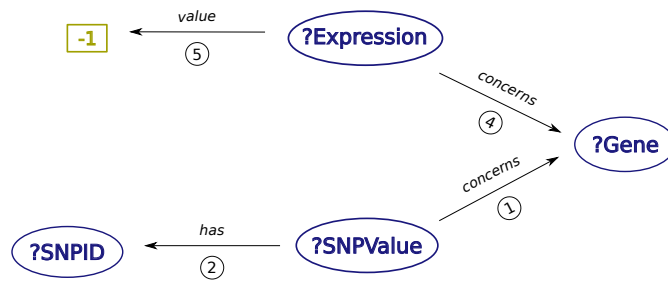 value
-1
?Expression
5
concerns
4
?Gene
concerns
1
has
?SNPID
?SNPValue
2